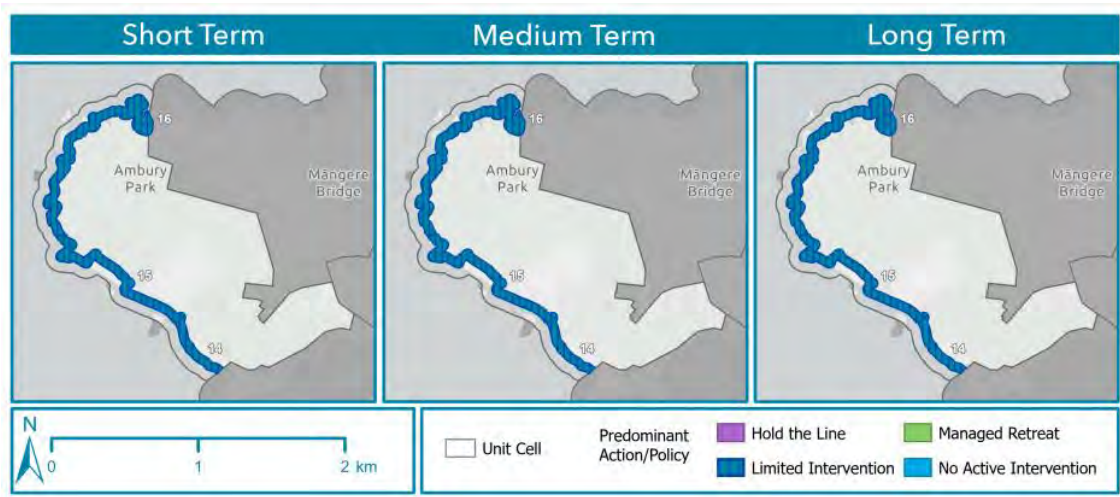 Short Term
Medium Term
Long Term
16
Ambury
Park
Māngere
Bridge
15
14
16
Ambury
Park
Māngere
Bridge
15
14
16
Ambury
Park
Māngere
Bridge
15
14
N
0 1 2 km
Unit Cell
Predominant
Action/Policy
Hold the Line
Managed Retreat
Limited Intervention
No Active Intervention